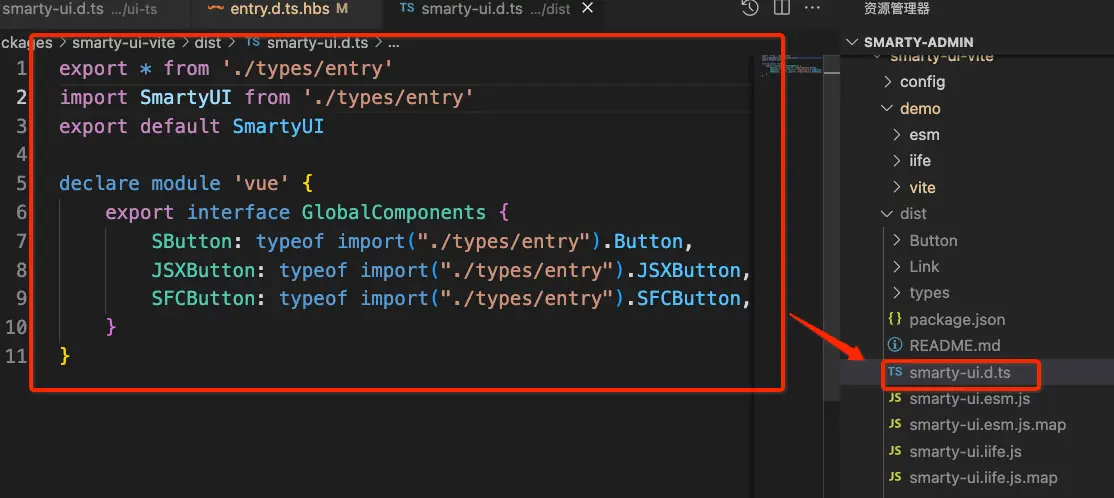 smarty-ui.d.ts .../ui-ts entry.d.ts.hbs M TS smarty-ui.d.ts .../dist
ckages > smarty-ui-vite > dist > TS smarty-ui.d.ts > ...
1 export * from './types/entry'
2 import SmartyUI from './types/entry'
3 export default SmartyUI
4
5 declare module 'vue' {
6 export interface GlobalComponents {
7 SButton: typeof import("./types/entry").Button,
8 JSXButton: typeof import("./types/entry").JSXButton,
9 SFCButton: typeof import("./types/entry").SFCButton,
10 }
11 }
资源管理器
SMARTY-ADMIN
smarty-ui-vite
config
demo
esm
iife
vite
dist
Button
Link
types
{} package.json
README.md
TS smarty-ui.d.ts
JS smarty-ui.esm.js
JS smarty-ui.esm.js.map
JS smarty-ui.iife.js
JS smarty-ui.iife.js.map